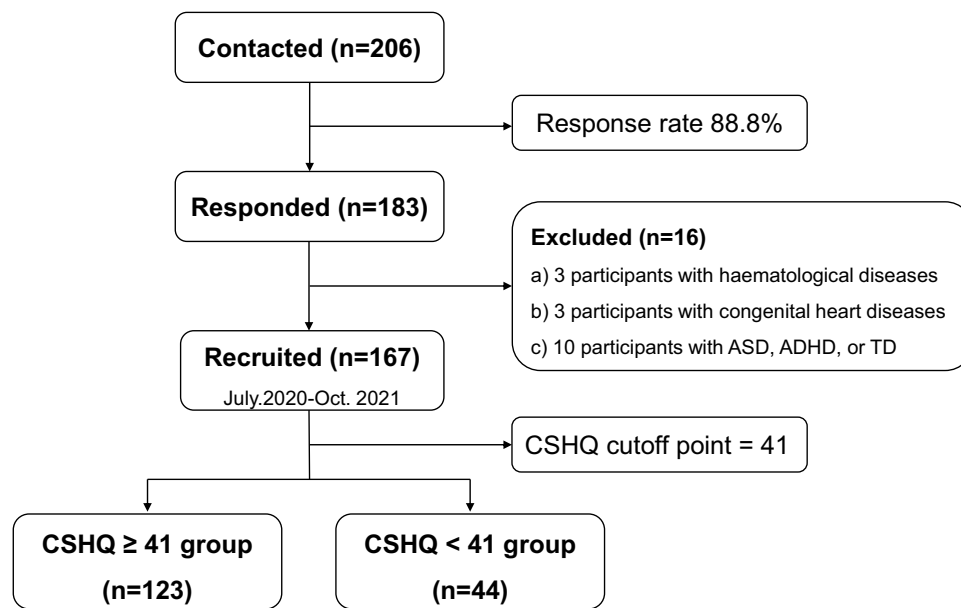 Contacted (n=206)
Response rate 88.8%
Responded (n=183)
Excluded (n=16)
a) 3 participants with haematological diseases
b) 3 participants with congenital heart diseases
c) 10 participants with ASD, ADHD, or TD
Recruited (n=167)
July.2020-Oct. 2021
CSHQ cutoff point = 41
CSHQ ≥ 41 group
(n=123)
CSHQ < 41 group
(n=44)